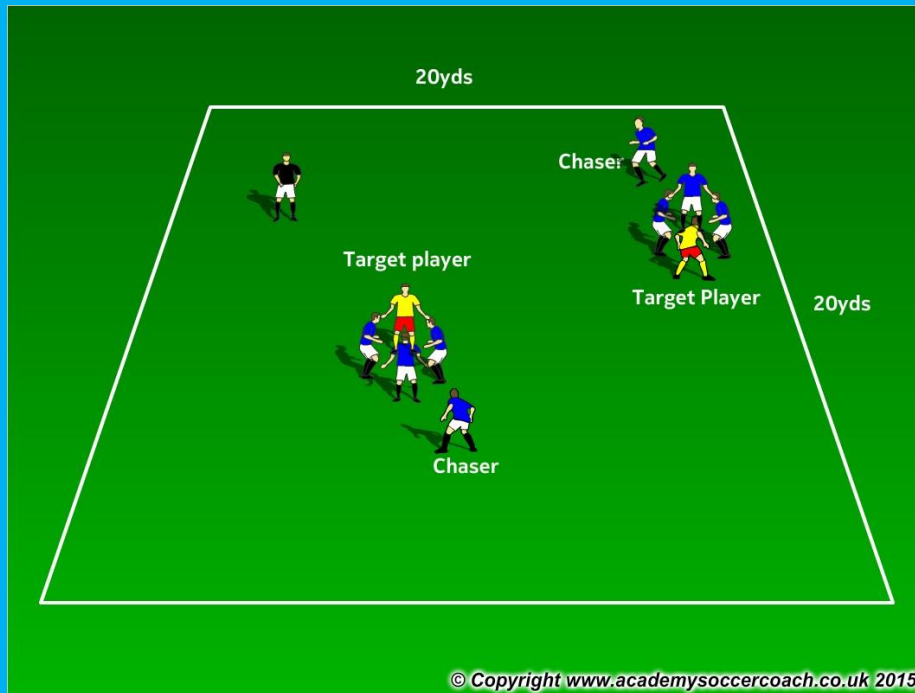 20yds
Chaser
Target player
Target Player
20yds
Chaser
© Copyright www.academysoccercoach.co.uk 2015